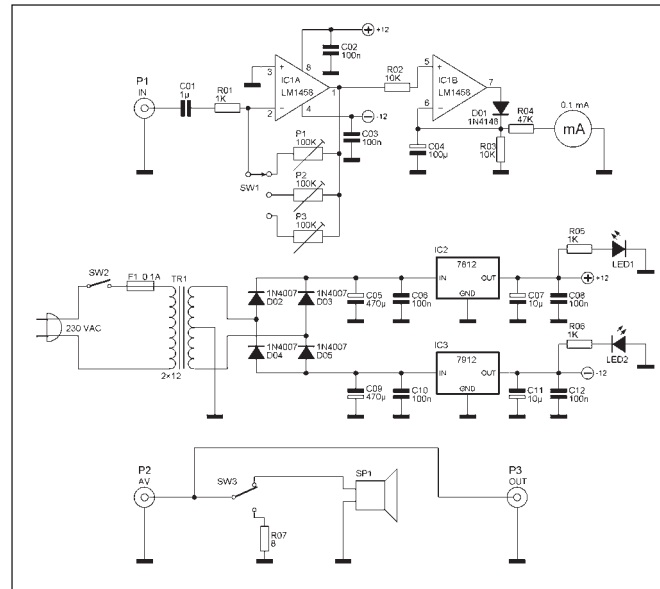 P1
IN
C01
1µ
R01
1K
3
2
8
4
1
IC1A
LM1458
C02
100n
+12
-12
C03
100n
SW1
P1
100K
P2
100K
P3
100K
R02
10K
5
6
7
IC1B
LM1458
D01
1N4148
C04
100µ
R03
10K
R04
47K
0.1 mA
mA
SW2
F1 0.1A
TR1
230 VAC
2×12
1N4007
D02
1N4007
D03
1N4007
D04
1N4007
D05
C05
470µ
C06
100n
IC2
7812
IN
OUT
GND
C07
10µ
C08
100n
R05
1K
LED1
+12
C09
470µ
C10
100n
IC3
7912
IN
OUT
GND
C11
10µ
C12
100n
R06
1K
LED2
-12
P2
AV
SW3
SP1
R07
8
P3
OUT